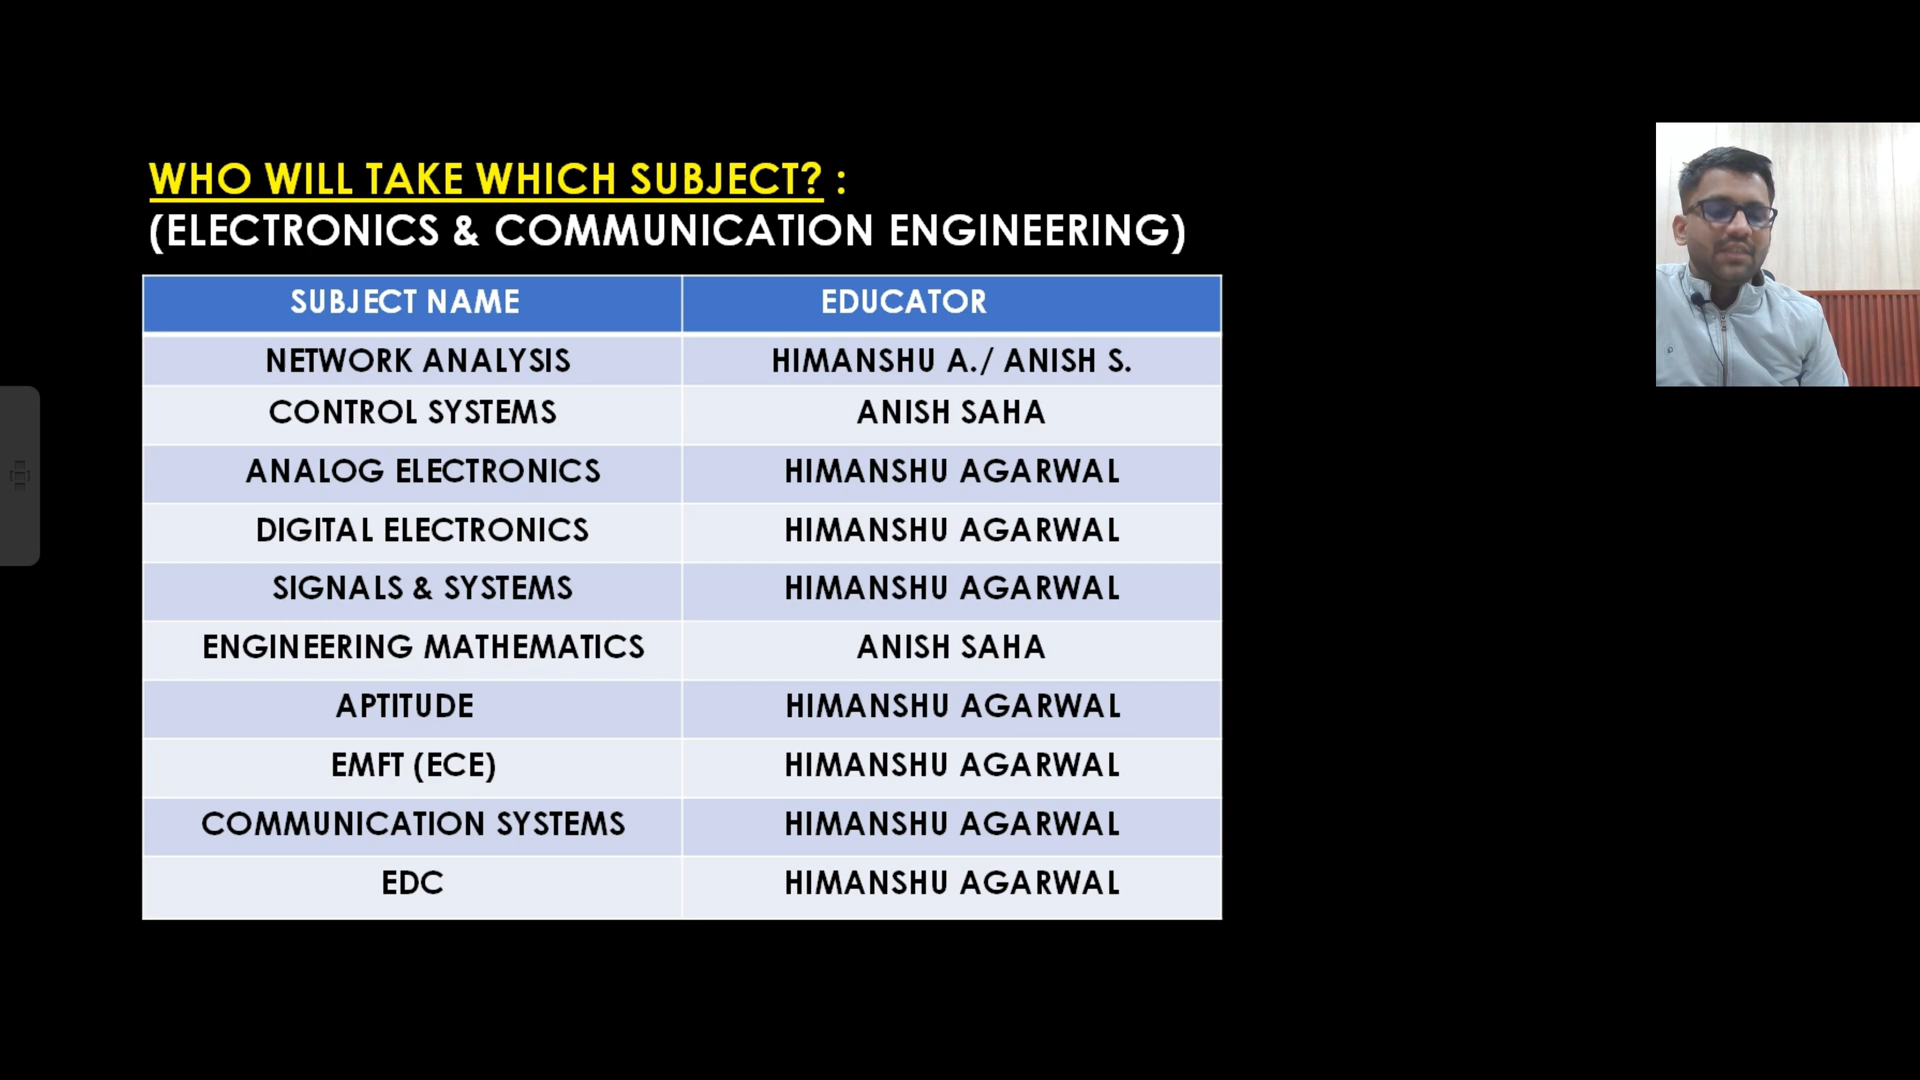 WHO WILL TAKE WHICH SUBJECT? :
(ELECTRONICS & COMMUNICATION ENGINEERING)
SUBJECT NAME EDUCATOR
NETWORK ANALYSIS HIMANSHU A./ ANISH S.
CONTROL SYSTEMS ANISH SAHA
ANALOG ELECTRONICS HIMANSHU AGARWAL
DIGITAL ELECTRONICS HIMANSHU AGARWAL
SIGNALS & SYSTEMS HIMANSHU AGARWAL
ENGINEERING MATHEMATICS ANISH SAHA
APTITUDE HIMANSHU AGARWAL
EMFT (ECE) HIMANSHU AGARWAL
COMMUNICATION SYSTEMS HIMANSHU AGARWAL
EDC HIMANSHU AGARWAL